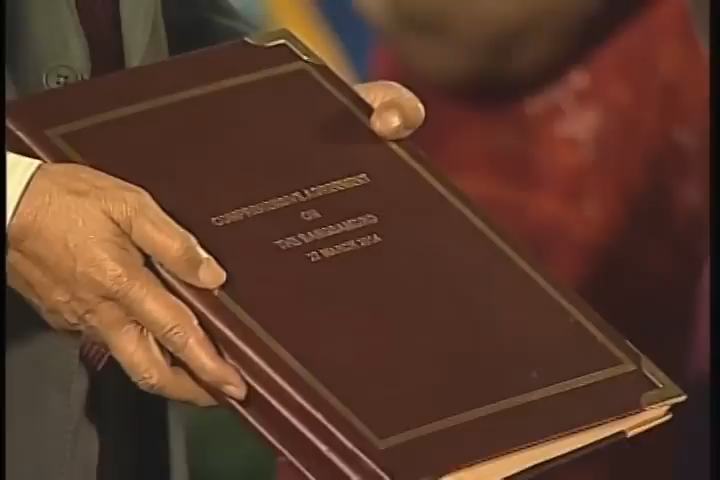 COMPREHENSIVE AGREEMENT
ON
THE BANGSAMORO
27 MARCH 2014